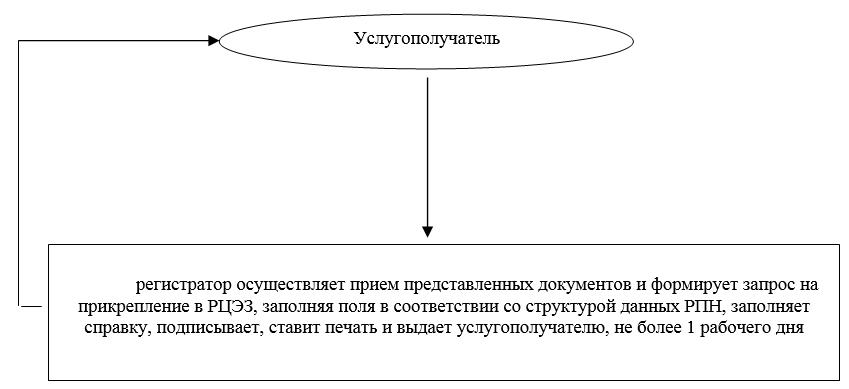 Услугополучатель
регистратор осуществляет прием представленных документов и формирует запрос на
прикрепление в РЦЭЗ, заполняя поля в соответствии со структурой данных РПН, заполняет
справку, подписывает, ставит печать и выдает услугополучателю, не более 1 рабочего дня